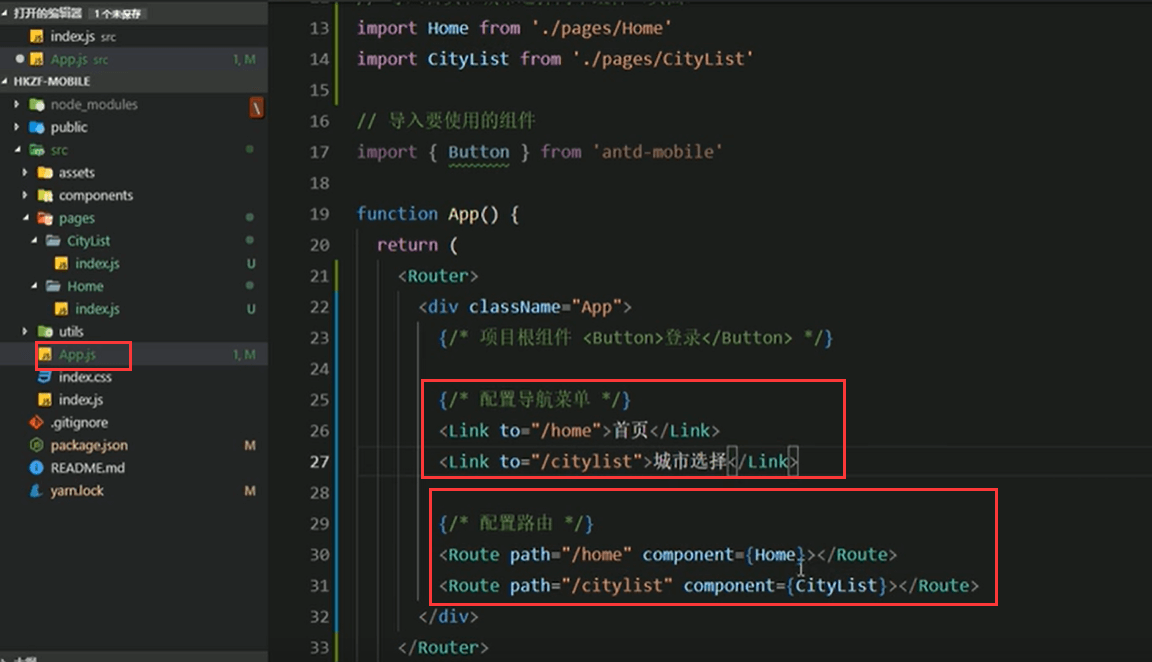 打开的编辑器 1 个未保存
index.js src
App.js src 1, M
HKZF-MOBILE
node_modules
public
src
assets
components
pages
CityList
index.js U
Home
index.js U
utils
App.js 1, M
index.css
index.js
.gitignore
package.json M
README.md
yarn.lock M
13 import Home from './pages/Home'
14 import CityList from './pages/CityList'
15
16 // 导入要使用的组件
17 import { Button } from 'antd-mobile'
18
19 function App() {
20 return (
21 <Router>
22 <div className="App">
23 {/* 项目根组件 <Button>登录</Button> */}
24
25 {/* 配置导航菜单 */}
26 <Link to="/home">首页</Link>
27 <Link to="/citylist">城市选择</Link>
28
29 {/* 配置路由 */}
30 <Route path="/home" component={Home}></Route>
31 <Route path="/citylist" component={CityList}></Route>
32 </div>
33 </Router>